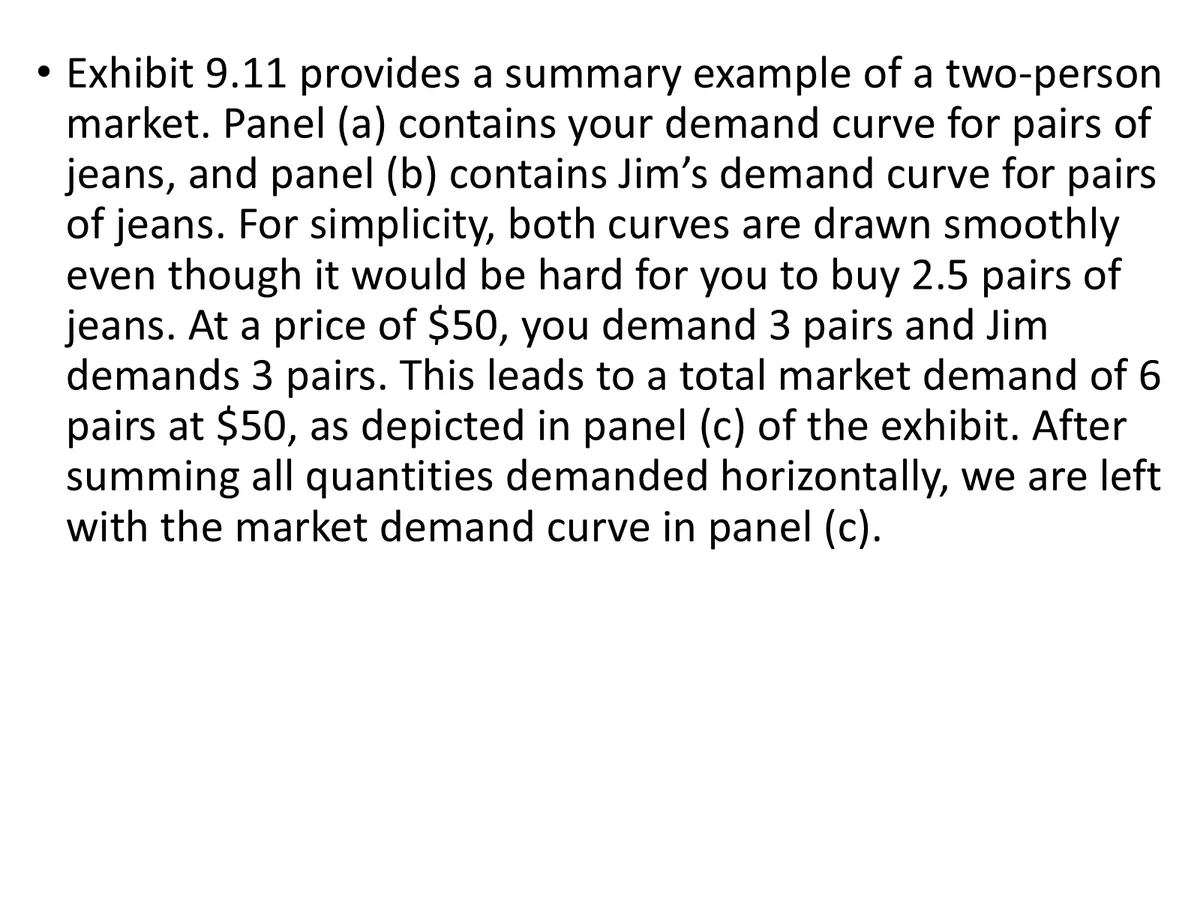 • Exhibit 9.11 provides a summary example of a two-person
market. Panel (a) contains your demand curve for pairs of
jeans, and panel (b) contains Jim’s demand curve for pairs
of jeans. For simplicity, both curves are drawn smoothly
even though it would be hard for you to buy 2.5 pairs of
jeans. At a price of $50, you demand 3 pairs and Jim
demands 3 pairs. This leads to a total market demand of 6
pairs at $50, as depicted in panel (c) of the exhibit. After
summing all quantities demanded horizontally, we are left
with the market demand curve in panel (c).